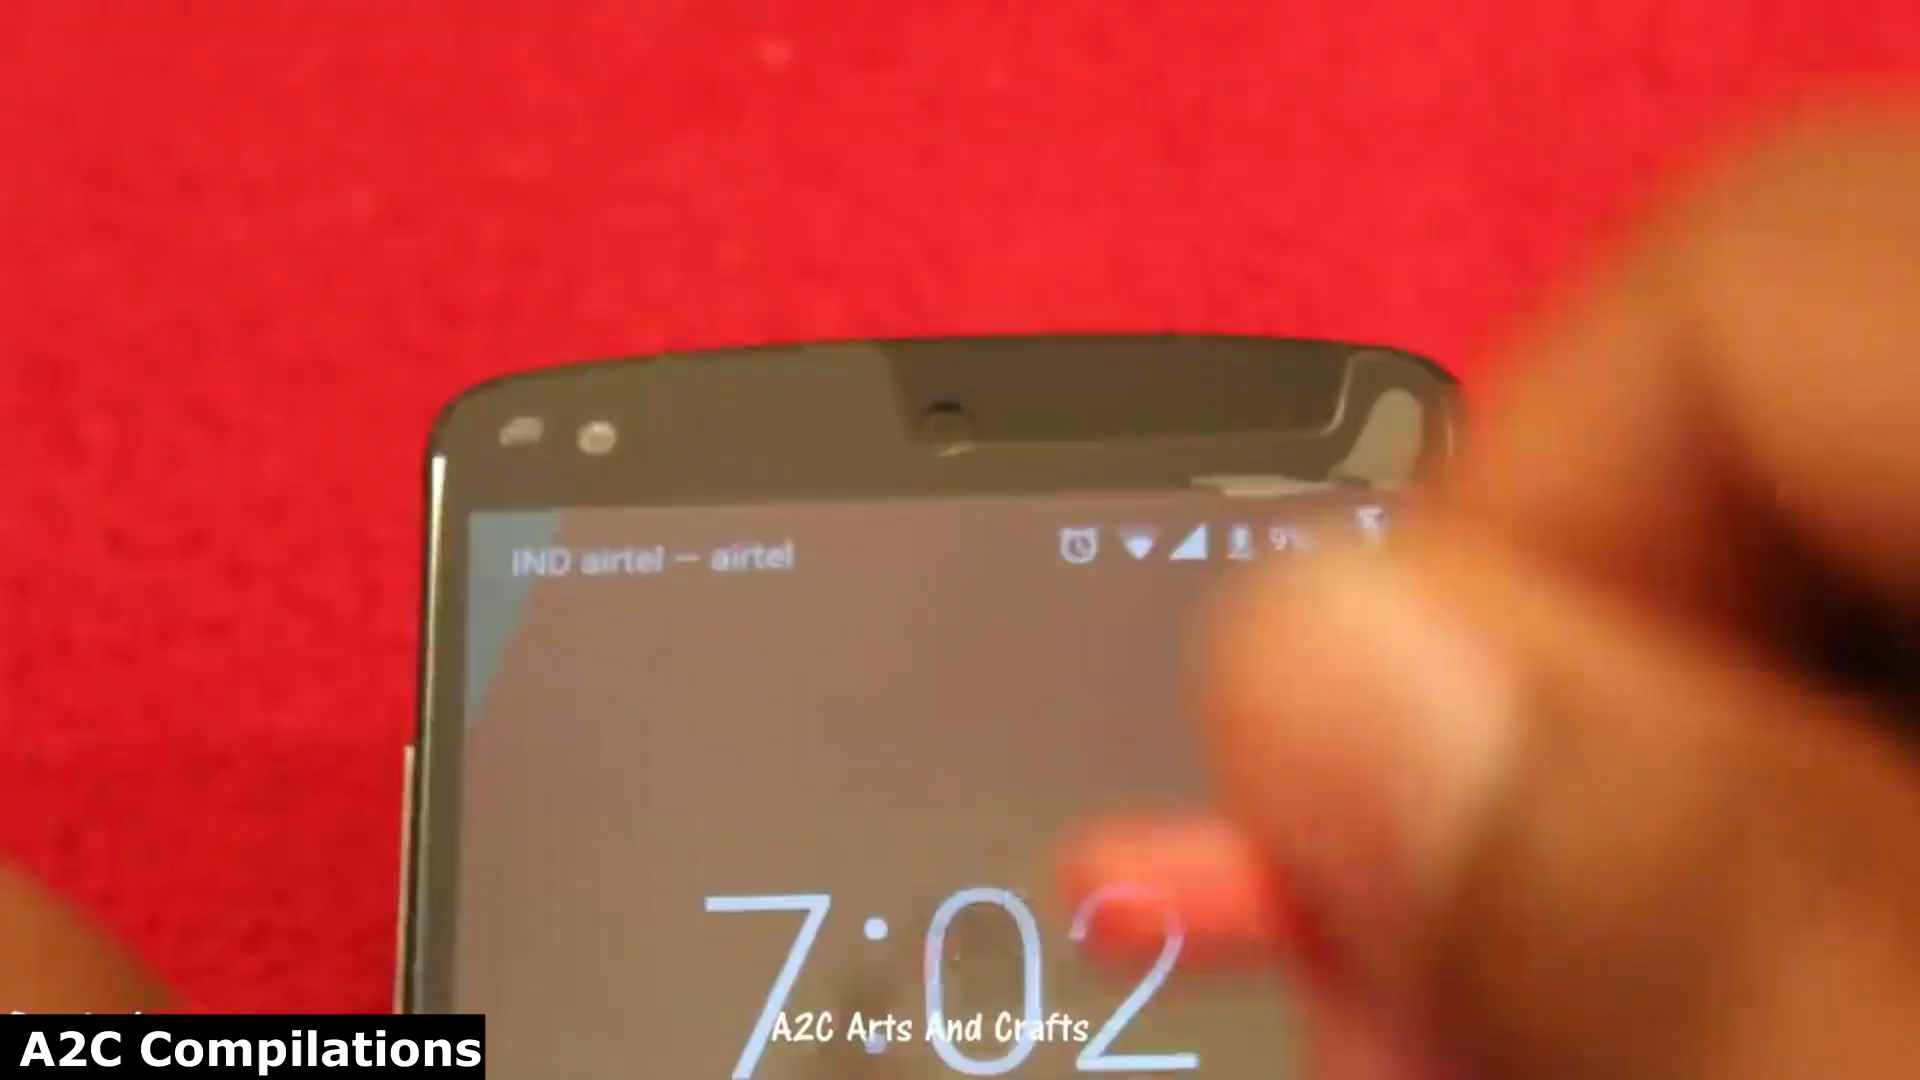 IND airtel — airtel
7:02
A2C Arts And Crafts
A2C Compilations